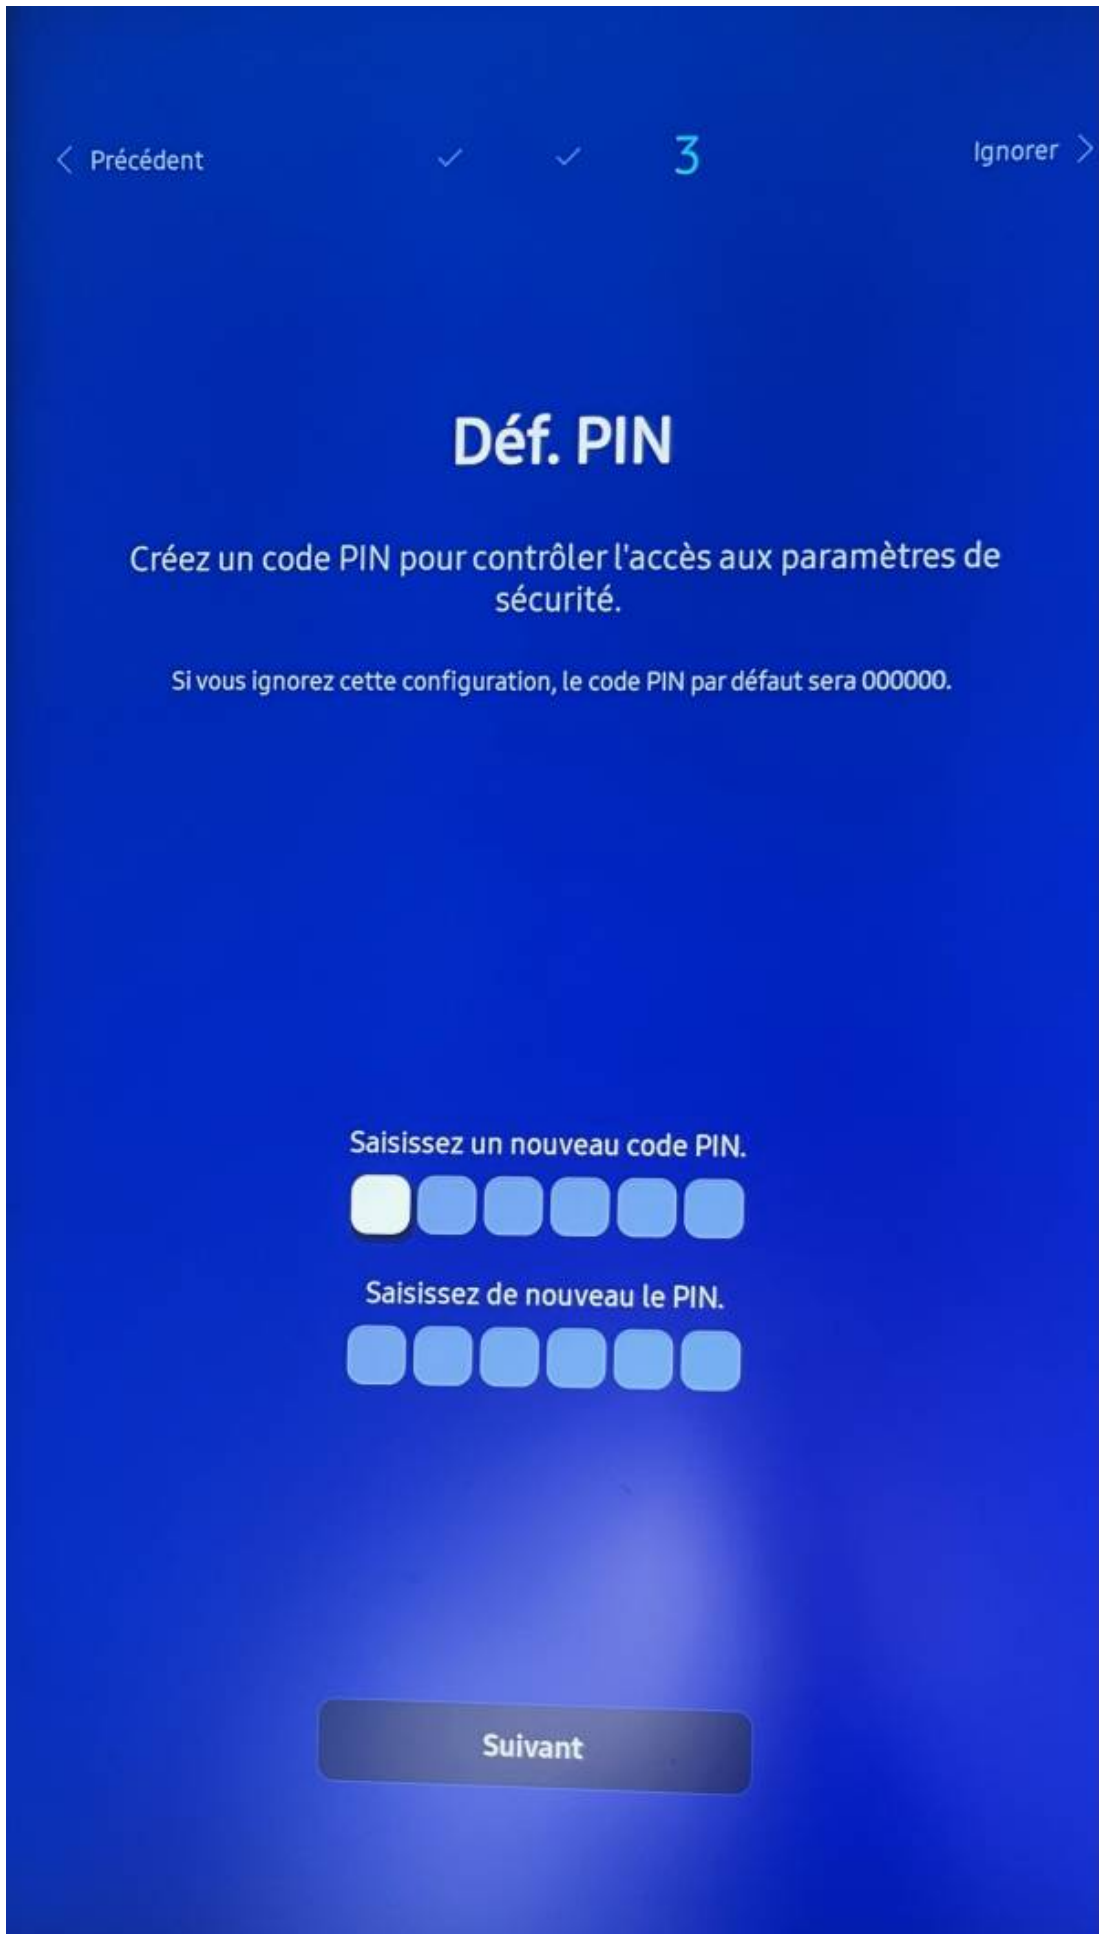 Précédent
3
Ignorer
Déf. PIN
Créez un code PIN pour contrôler l'accès aux paramètres de
sécurité.
Si vous ignorez cette configuration, le code PIN par défaut sera 000000.
Saisissez un nouveau code PIN.
Saisissez de nouveau le PIN.
Suivant